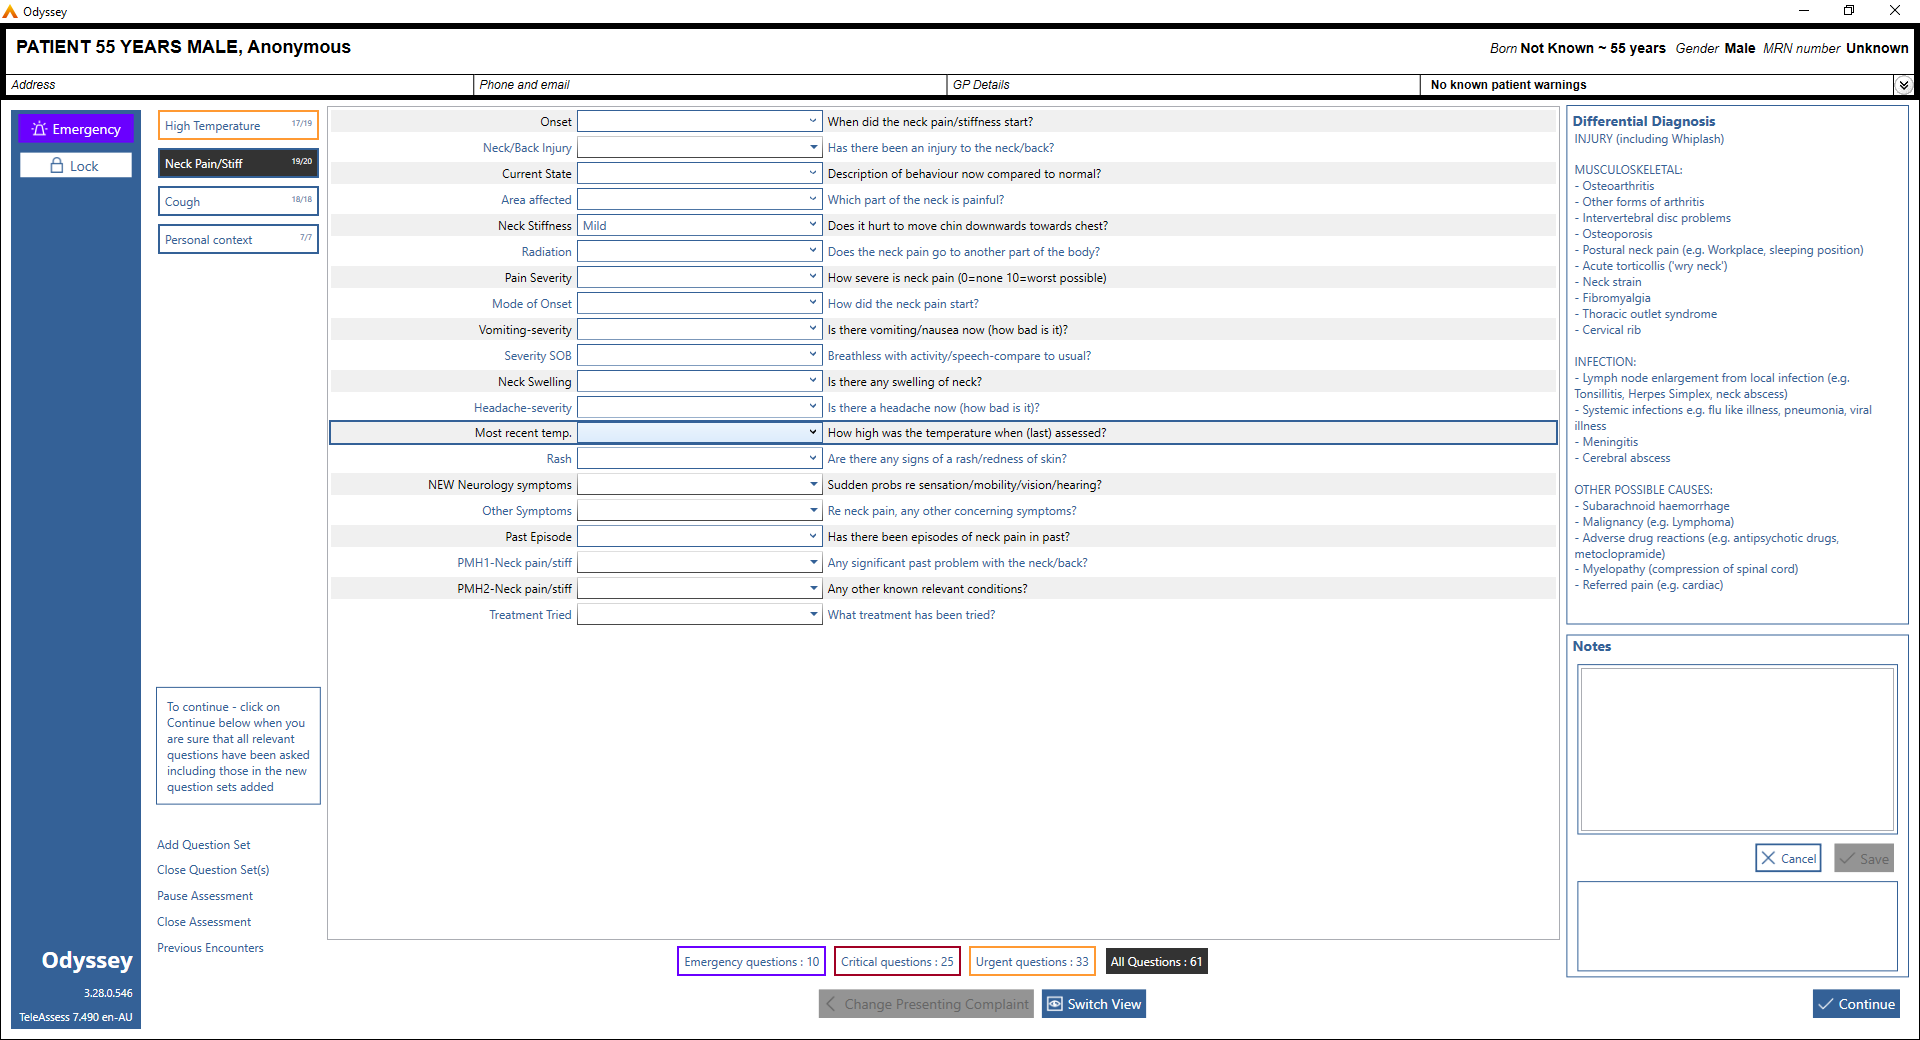 Odyssey
PATIENT 55 YEARS MALE, Anonymous
Born Not Known ~ 55 years Gender Male MRN number Unknown
Address
Phone and email
GP Details
No known patient warnings
Emergency
Lock
High Temperature 17/19
Neck Pain/Stiff 19/20
Cough 18/18
Personal context 7/7
Onset When did the neck pain/stiffness start?
Neck/Back Injury Has there been an injury to the neck/back?
Current State Description of behaviour now compared to normal?
Area affected Which part of the neck is painful?
Neck Stiffness Mild Does it hurt to move chin downwards towards chest?
Radiation Does the neck pain go to another part of the body?
Pain Severity How severe is neck pain (0=none 10=worst possible)
Mode of Onset How did the neck pain start?
Vomiting-severity Is there vomiting/nausea now (how bad is it)?
Severity SOB Breathless with activity/speech-compare to usual?
Neck Swelling Is there any swelling of neck?
Headache-severity Is there a headache now (how bad is it)?
Most recent temp. How high was the temperature when (last) assessed?
Rash Are there any signs of a rash/redness of skin?
NEW Neurology symptoms Sudden probs re sensation/mobility/vision/hearing?
Other Symptoms Re neck pain, any other concerning symptoms?
Past Episode Has there been episodes of neck pain in past?
PMH1-Neck pain/stiff Any significant past problem with the neck/back?
PMH2-Neck pain/stiff Any other known relevant conditions?
Treatment Tried What treatment has been tried?
Differential Diagnosis
INJURY (including Whiplash)
MUSCULOSKELETAL:
- Osteoarthritis
- Other forms of arthritis
- Intervertebral disc problems
- Osteoporosis
- Postural neck pain (e.g. Workplace, sleeping position)
- Acute torticollis ('wry neck')
- Neck strain
- Fibromyalgia
- Thoracic outlet syndrome
- Cervical rib
INFECTION:
- Lymph node enlargement from local infection (e.g.
Tonsillitis, Herpes Simplex, neck abscess)
- Systemic infections e.g. flu like illness, pneumonia, viral
illness
- Meningitis
- Cerebral abscess
OTHER POSSIBLE CAUSES:
- Subarachnoid haemorrhage
- Malignancy (e.g. Lymphoma)
- Adverse drug reactions (e.g. antipsychotic drugs,
metoclopramide)
- Myelopathy (compression of spinal cord)
- Referred pain (e.g. cardiac)
Notes
Cancel
Save
To continue - click on
Continue below when you
are sure that all relevant
questions have been asked
including those in the new
question sets added
Add Question Set
Close Question Set(s)
Pause Assessment
Close Assessment
Previous Encounters
Odyssey
3.28.0.546
TeleAssess 7.490 en-AU
Emergency questions : 10
Critical questions : 25
Urgent questions : 33
All Questions : 61
Change Presenting Complaint
Switch View
Continue